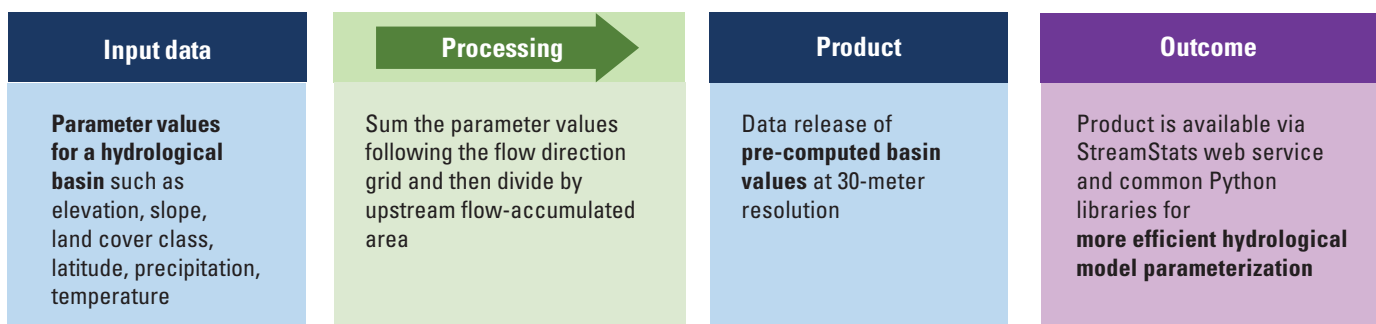 Input data
Parameter values
for a hydrological
basin such as
elevation, slope,
land cover class,
latitude, precipitation,
temperature
Processing
Sum the parameter values
following the flow direction
grid and then divide by
upstream flow-accumulated
area
Product
Data release of
pre-computed basin
values at 30-meter
resolution
Outcome
Product is available via
StreamStats web service
and common Python
libraries for
more efficient hydrological
model parameterization